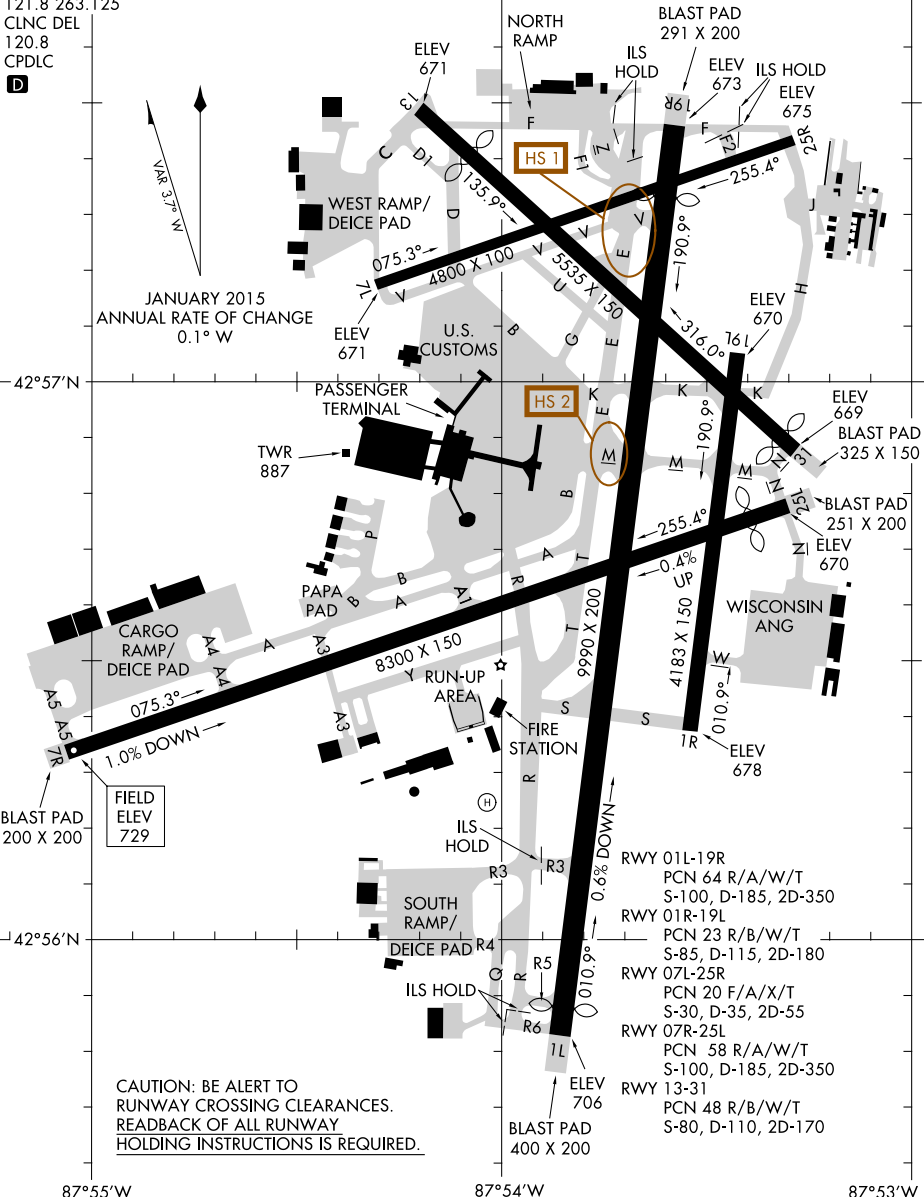 121.8 263.125
CLNC DEL
120.8
CPDLC
D
VAR 3.7° W
JANUARY 2015
ANNUAL RATE OF CHANGE
0.1° W
ELEV
671
13
NORTH
RAMP
ILS
HOLD
BLAST PAD
291 X 200
ELEV
673
ILS HOLD
ELEV
675
19R
25R
F
F
F1
F2
Z
C
D1
D
HS 1
135.9°
255.4°
190.9°
WEST RAMP/
DEICE PAD
J
H
V
V
V
V
E
075.3°
4800 X 100
5535 X 150
7L
ELEV
671
U
B
G
E
U.S.
CUSTOMS
ELEV
670
316.0°
19L
42°57'N
PASSENGER
TERMINAL
HS 2
K
K
K
E
190.9°
ELEV
669
BLAST PAD
325 X 150
31
TWR
887
M
M
M
N
N
N
25L
BLAST PAD
251 X 200
ELEV
670
B
P
255.4°
0.4%
UP
A
T
R
B
B
A
A1
PAPA
PAD
WISCONSIN
ANG
CARGO
RAMP/
DEICE PAD
A4
A4
A
A3
8300 X 150
T
9990 X 200
4183 X 150
W
010.9°
Y
RUN-UP
AREA
A5
A5
075.3°
1.0% DOWN
A3
S
S
FIRE
STATION
1R
ELEV
678
7R
BLAST PAD
200 X 200
FIELD
ELEV
729
R
H
0.6% DOWN
ILS
HOLD
R3
R3
RWY 01L-19R
PCN 64 R/A/W/T
S-100, D-185, 2D-350
RWY 01R-19L
PCN 23 R/B/W/T
S-85, D-115, 2D-180
RWY 07L-25R
PCN 20 F/A/X/T
S-30, D-35, 2D-55
RWY 07R-25L
PCN 58 R/A/W/T
S-100, D-185, 2D-350
RWY 13-31
PCN 48 R/B/W/T
S-80, D-110, 2D-170
SOUTH
RAMP/
DEICE PAD
42°56'N
R4
Q
R
R5
010.9°
ILS HOLD
R6
1L
ELEV
706
BLAST PAD
400 X 200
CAUTION: BE ALERT TO
RUNWAY CROSSING CLEARANCES.
READBACK OF ALL RUNWAY
HOLDING INSTRUCTIONS IS REQUIRED.
87°55'W
87°54'W
87°53'W